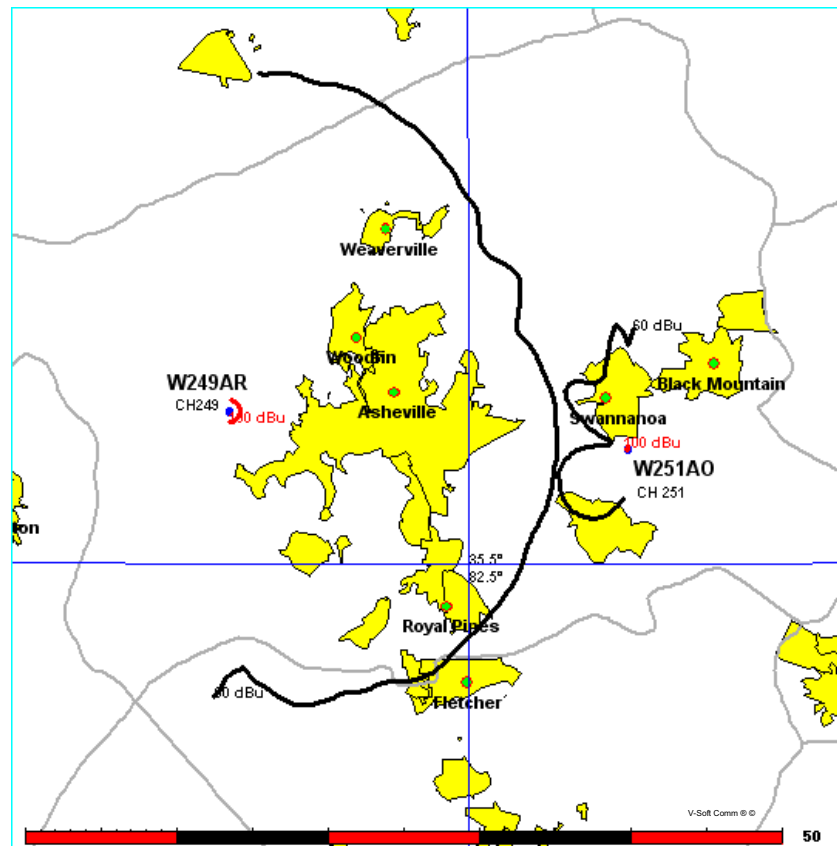 Weaverville
60 dBu
Woodfin
Black Mountain
W249AR
CH249
100 dBu
Asheville
Swannanoa
100 dBu
W251AO
CH 251
35.5°
82.5°
Royal Pines
60 dBu
Fletcher
V-Soft Comm ® ©
50